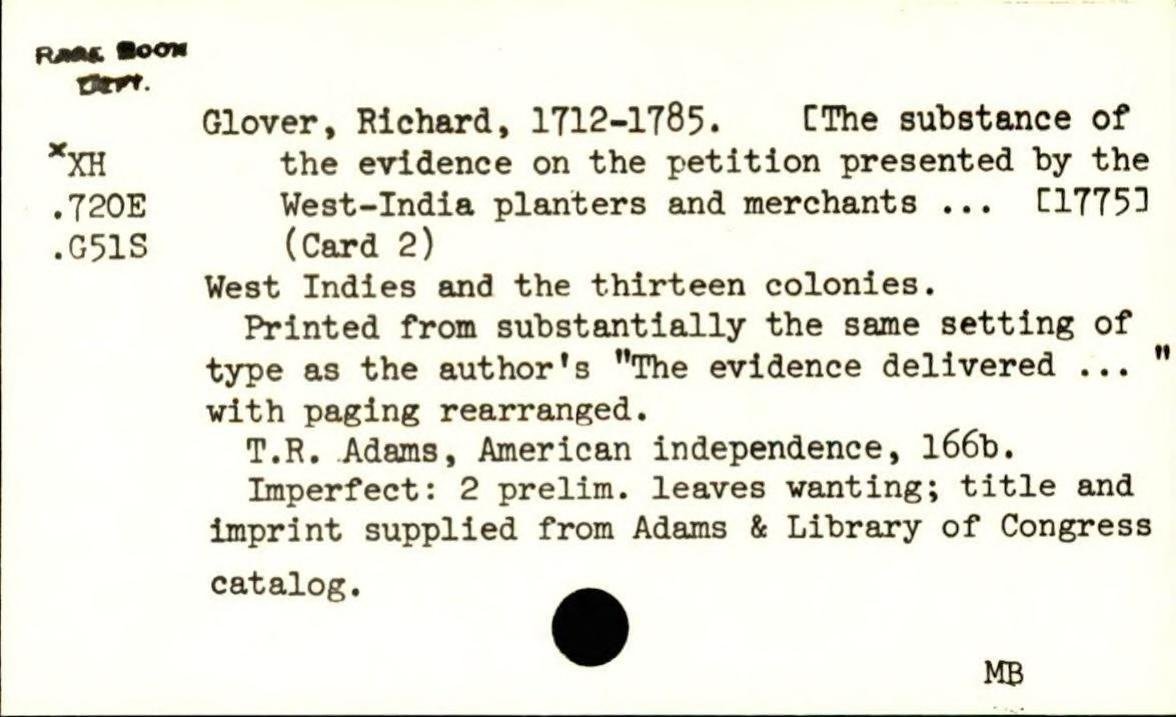 RARE BOOK
DEPT.
Glover, Richard, 1712-1785. [The substance of
xXH the evidence on the petition presented by the
.720E West-India planters and merchants ... [1775]
.G51S (Card 2)
West Indies and the thirteen colonies.
Printed from substantially the same setting of
type as the author's "The evidence delivered ... "
with paging rearranged.
T.R. Adams, American independence, 166b.
Imperfect: 2 prelim. leaves wanting; title and
imprint supplied from Adams & Library of Congress
catalog.
MB